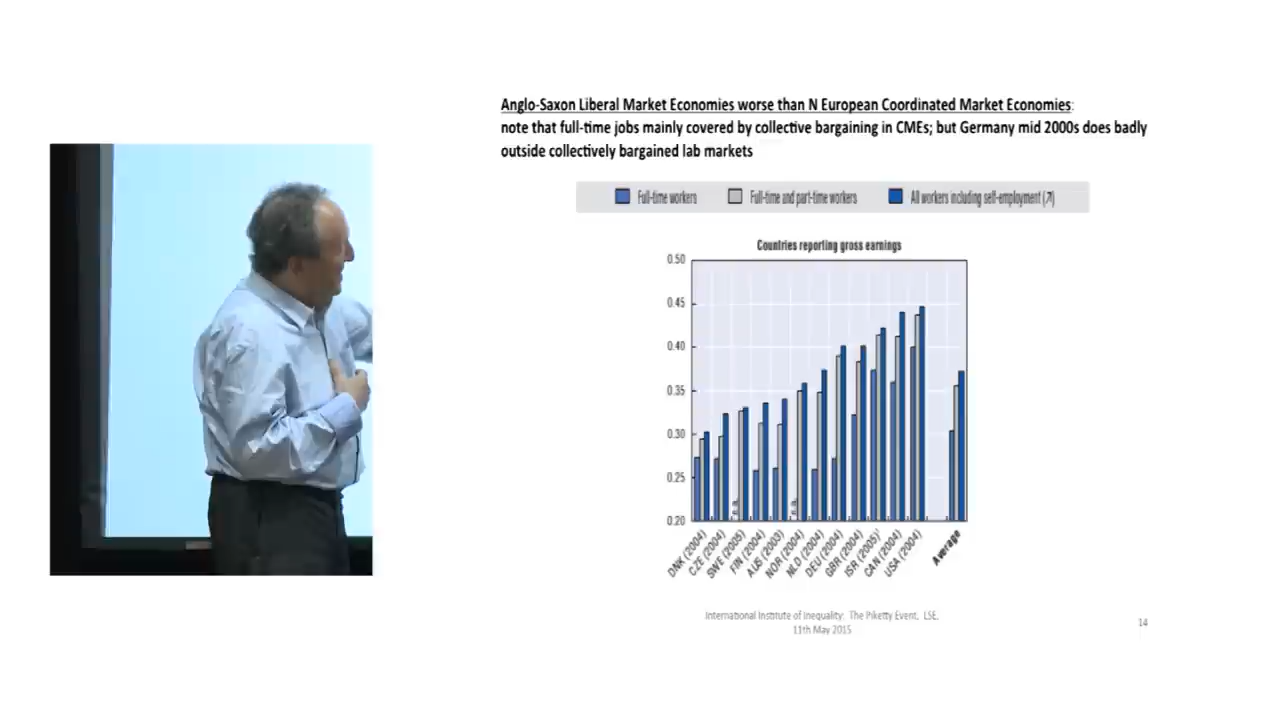 Anglo-Saxon Liberal Market Economies worse than N European Coordinated Market Economies:
note that full-time jobs mainly covered by collective bargaining in CMEs; but Germany mid 2000s does badly
outside collectively bargained lab markets
Full-time workers
Full-time and part-time workers
All workers including self-employment (↗)
Countries reporting gross earnings
0.50
0.45
0.40
0.35
0.30
0.25
0.20
n.a.
n.a.
DNK (2004)
CZE (2004)
SWE (2005)
FIN (2004)
AUS (2003)
NOR (2004)
NLD (2004)
DEU (2004)
GBR (2004)
ISR (2005)¹
CAN (2004)
USA (2004)
Average
International Institute of Inequality: The Piketty Event, LSE,
11th May 2015
14